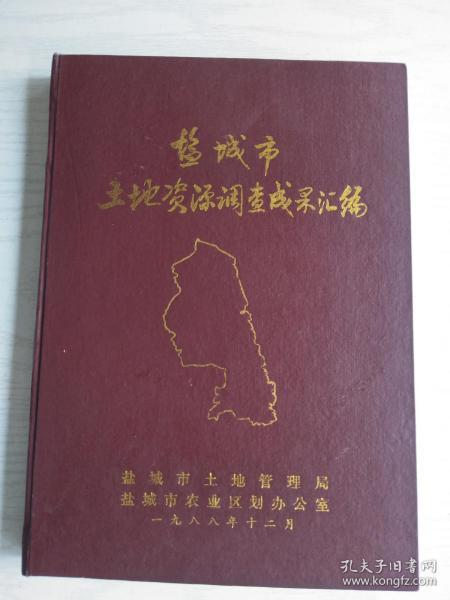 盐城市
土地资源调查成果汇编
盐城市土地管理局
盐城市农业区划办公室
一九八八年十二月
孔夫子旧书网
www.kongfz.com